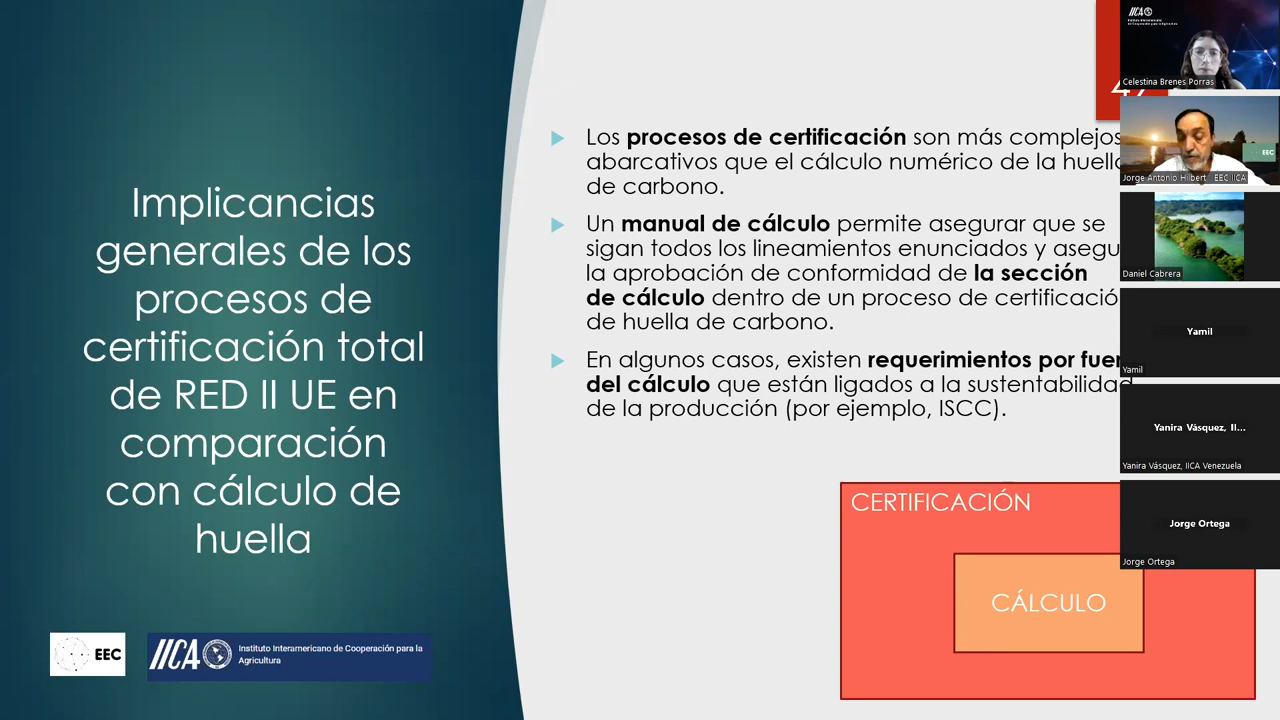 Implicancias
generales de los
procesos de
certificación total
de RED II UE en
comparación
con cálculo de
huella
EEC
IICA
Instituto Interamericano de Cooperación para la
Agricultura
Los procesos de certificación son más complejos
abarcativos que el cálculo numérico de la
de carbono.
Un manual de cálculo permite asegurar que se
sigan todos los lineamientos enunciados y
la aprobación de conformidad de la sección
de cálculo dentro de un proceso de
de huella de carbono.
En algunos casos, existen requerimientos por
del cálculo que están ligados a la sustentabilidad
de la producción (por ejemplo, ISCC).
CERTIFICACIÓN
CÁLCULO
IICA
Celestina Brenes Porras
EEC
Jorge Antonio Hilbert - EEC IICA
Daniel Cabrera
Yamil
Yamil
Yanira Vásquez, II...
Yanira Vásquez, IICA Venezuela
Jorge Ortega
Jorge Ortega